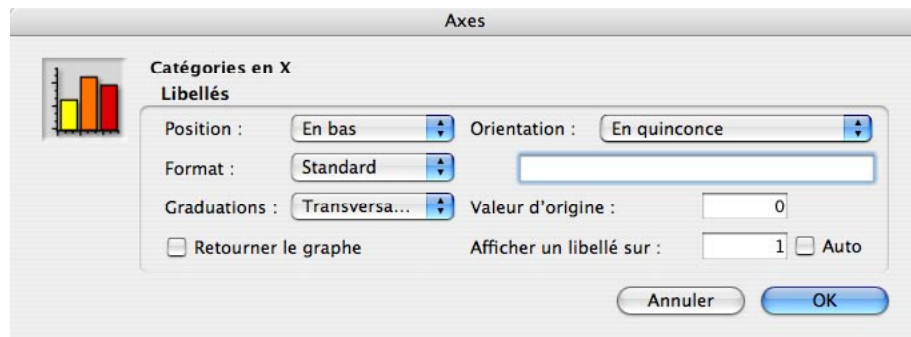 Axes
Catégories en X
Libellés
Position : En bas Orientation : En quinconce
Format : Standard
Graduations : Transversa... Valeur d'origine : 0
Retourner le graphe Afficher un libellé sur : 1 Auto
Annuler OK